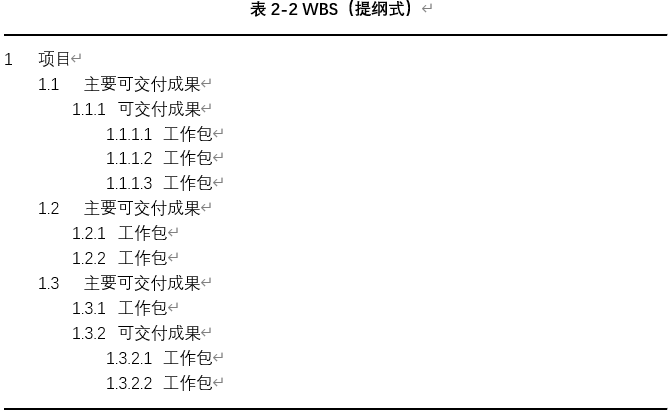 表 2-2 WBS（提纲式）
1 项目
1.1 主要可交付成果
1.1.1 可交付成果
1.1.1.1 工作包
1.1.1.2 工作包
1.1.1.3 工作包
1.2 主要可交付成果
1.2.1 工作包
1.2.2 工作包
1.3 主要可交付成果
1.3.1 工作包
1.3.2 可交付成果
1.3.2.1 工作包
1.3.2.2 工作包